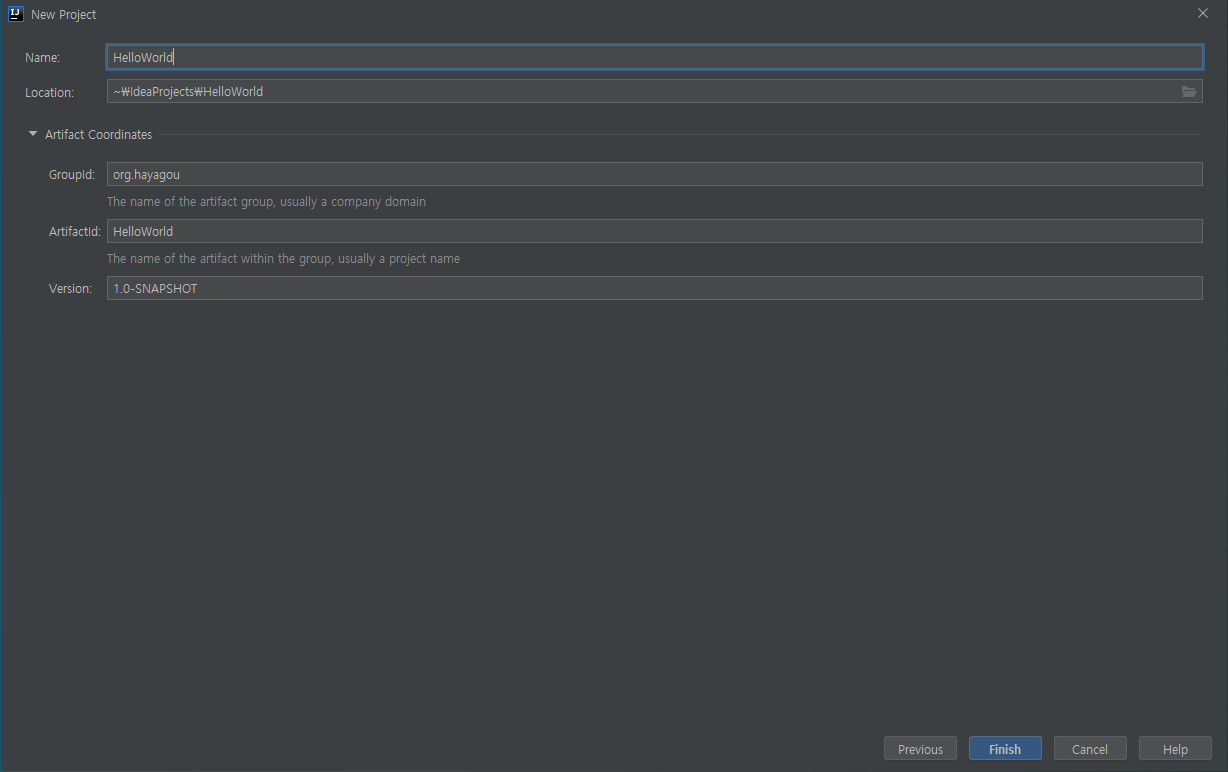 New Project
Name: HelloWorld
Location: ~₩IdeaProjects₩HelloWorld
Artifact Coordinates
GroupId: org.hayagou
The name of the artifact group, usually a company domain
ArtifactId: HelloWorld
The name of the artifact within the group, usually a project name
Version: 1.0-SNAPSHOT
Previous Finish Cancel Help